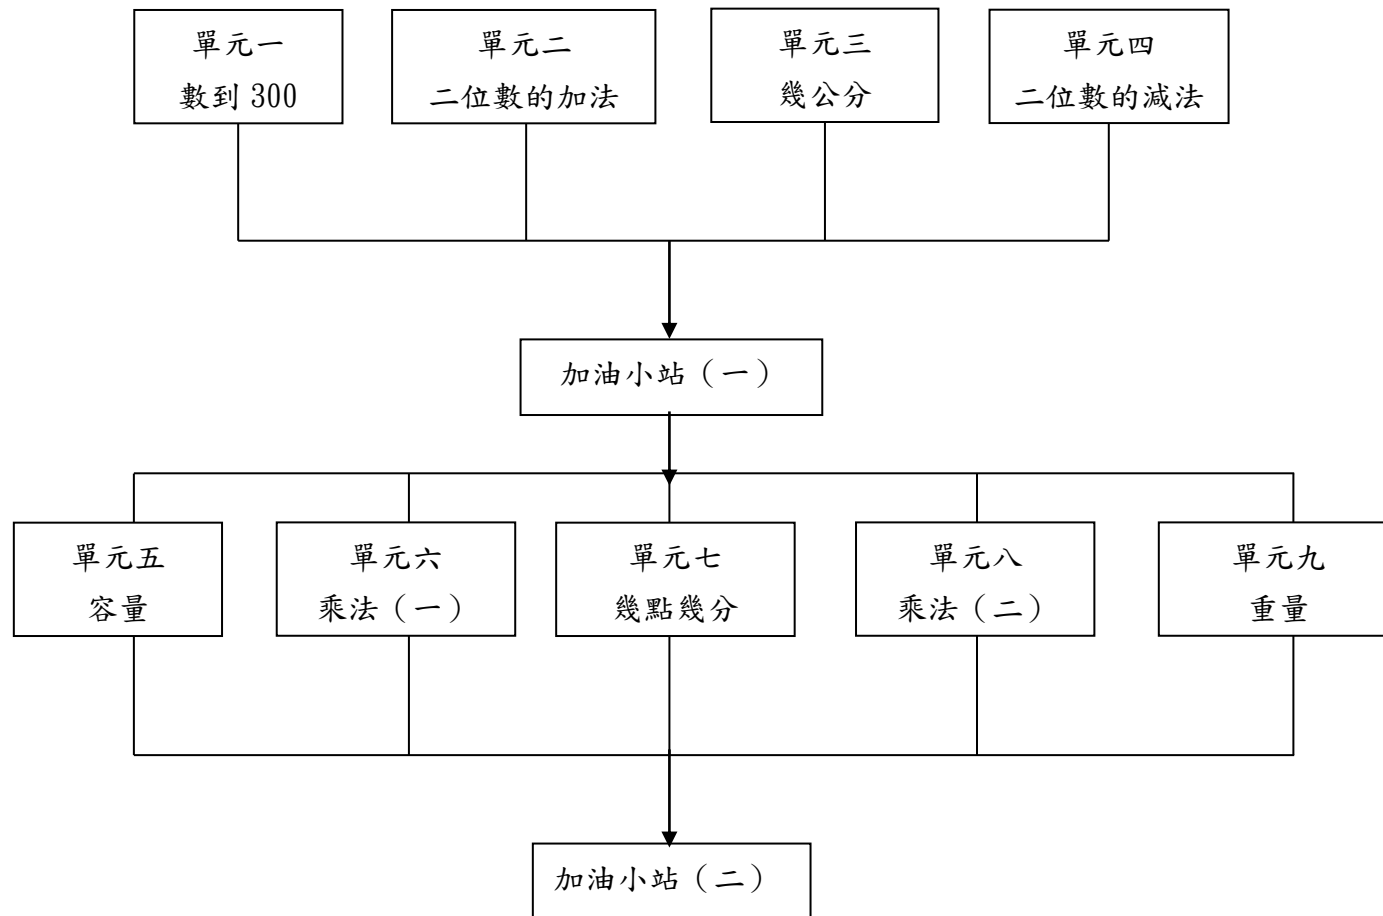 單元一
數到 300
單元二
二位數的加法
單元三
幾公分
單元四
二位數的減法
加油小站（一）
單元五
容量
單元六
乘法（一）
單元七
幾點幾分
單元八
乘法（二）
單元九
重量
加油小站（二）